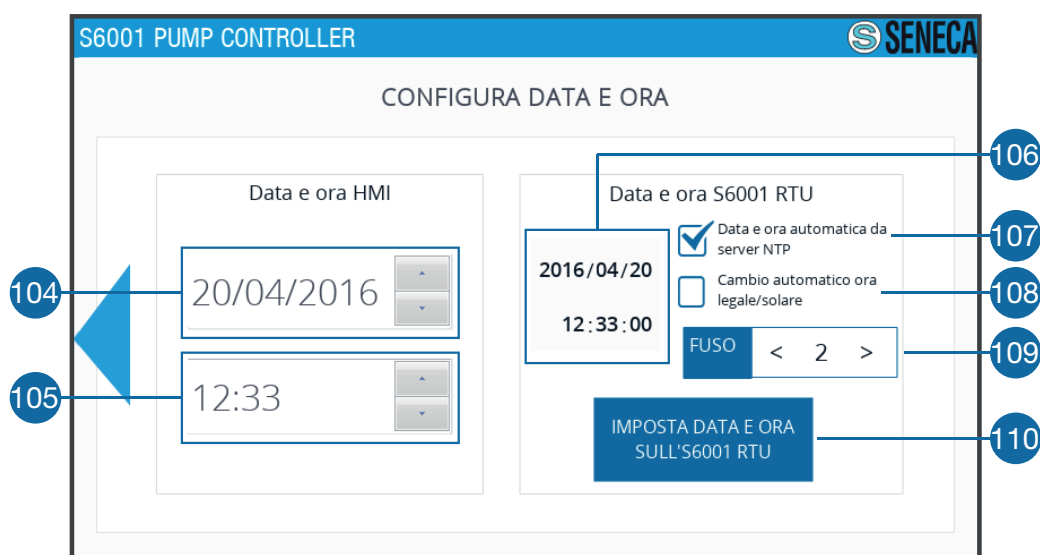 S6001 PUMP CONTROLLER
S SENECA
CONFIGURA DATA E ORA
106
Data e ora HMI
Data e ora S6001 RTU
Data e ora automatica da
server NTP
107
104
20/04/2016
2016/04/20
Cambio automatico ora
legale/solare
108
12:33:00
FUSO
< 2 >
109
105
12:33
IMPOSTA DATA E ORA
SULL'S6001 RTU
110